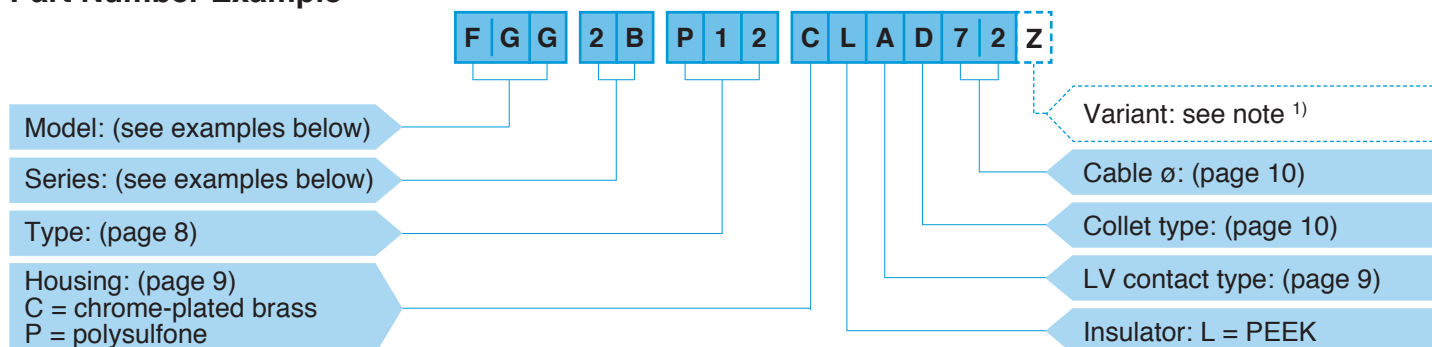 Part Number Example
F G G 2 B P 1 2 C L A D 7 2 Z
Model: (see examples below)
Series: (see examples below)
Type: (page 8)
Housing: (page 9)
C = chrome-plated brass
P = polysulfone
Variant: see note 1)
Cable ø: (page 10)
Collet type: (page 10)
LV contact type: (page 9)
Insulator: L = PEEK